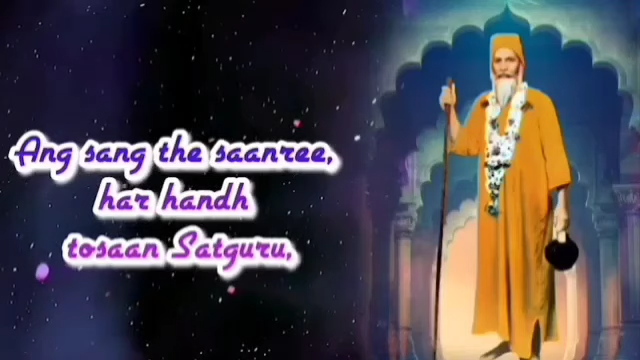 Ang sang the saanree,
har handh
tosaan Satguru,